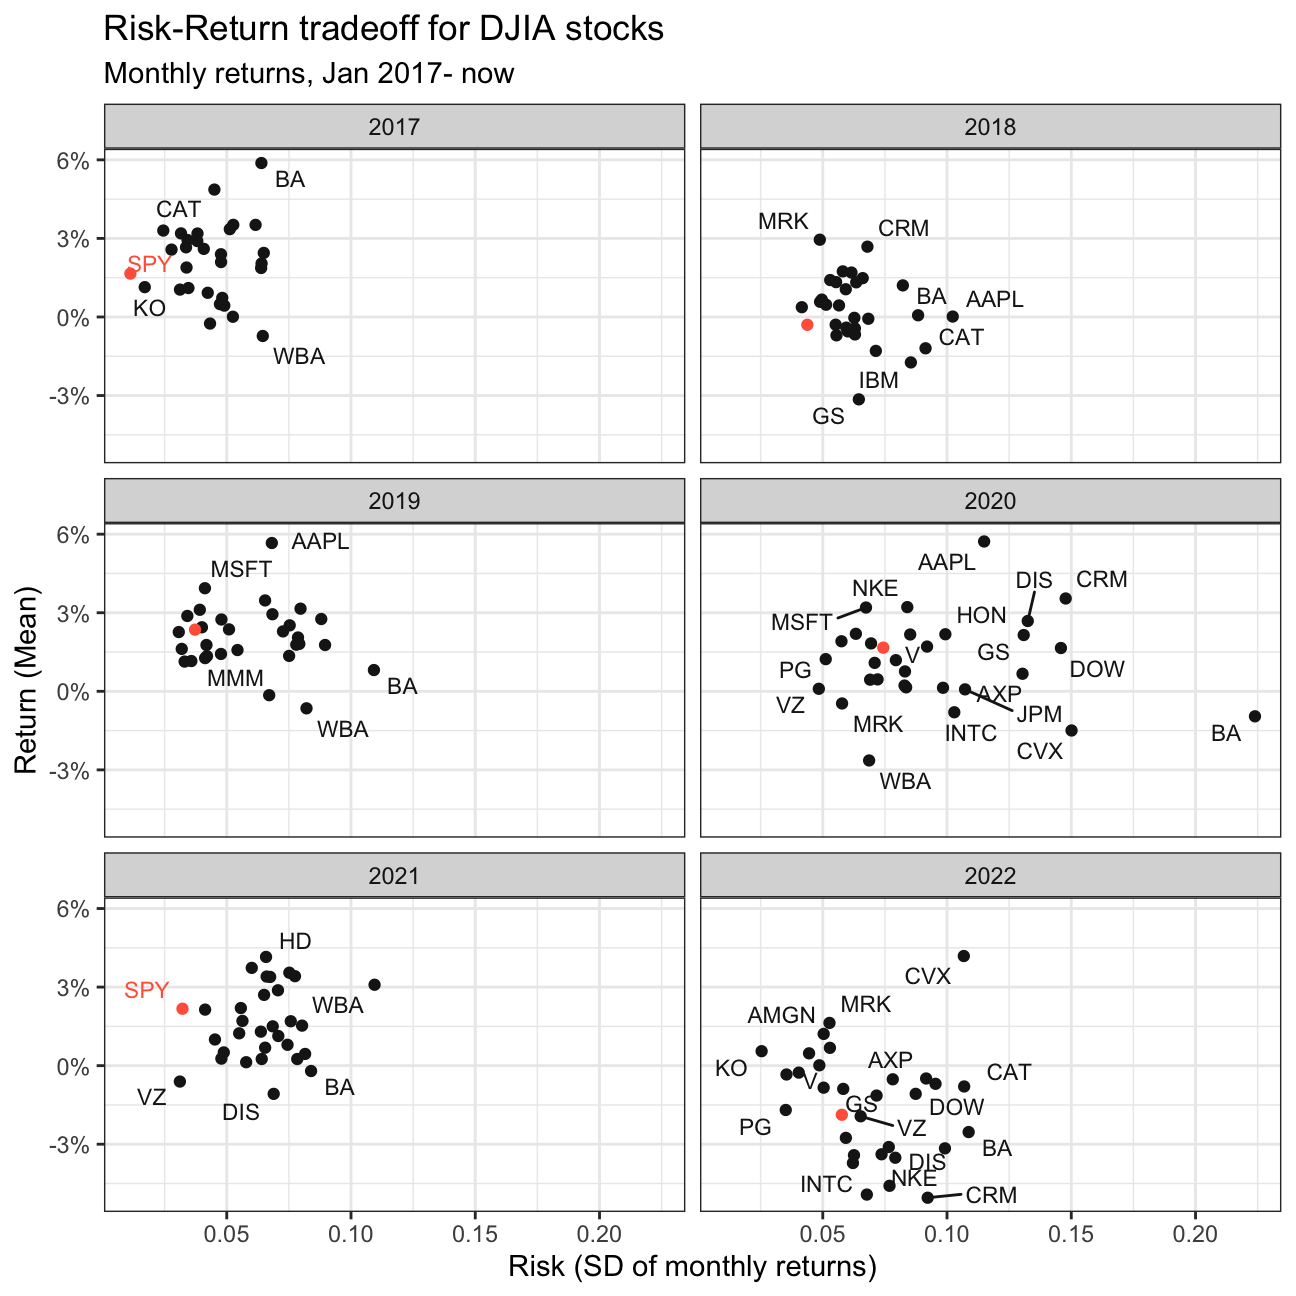 Risk-Return tradeoff for DJIA stocks
Monthly returns, Jan 2017- now
2017
2018
6%
3%
0%
-3%
BA
CAT
SPY
KO
WBA
MRK
CRM
BA
AAPL
CAT
IBM
GS
2019
2020
6%
3%
0%
-3%
AAPL
MSFT
MMM
BA
WBA
AAPL
DIS
CRM
NKE
MSFT
HON
GS
V
PG
DOW
VZ
AXP
JPM
MRK
INTC
BA
CVX
WBA
Return (Mean)
2021
2022
6%
3%
0%
-3%
HD
SPY
WBA
BA
VZ
DIS
CVX
MRK
AMGN
KO
AXP
CAT
V
GS
DOW
PG
VZ
BA
DIS
NKE
INTC
CRM
0.05
0.10
0.15
0.20
0.05
0.10
0.15
0.20
Risk (SD of monthly returns)